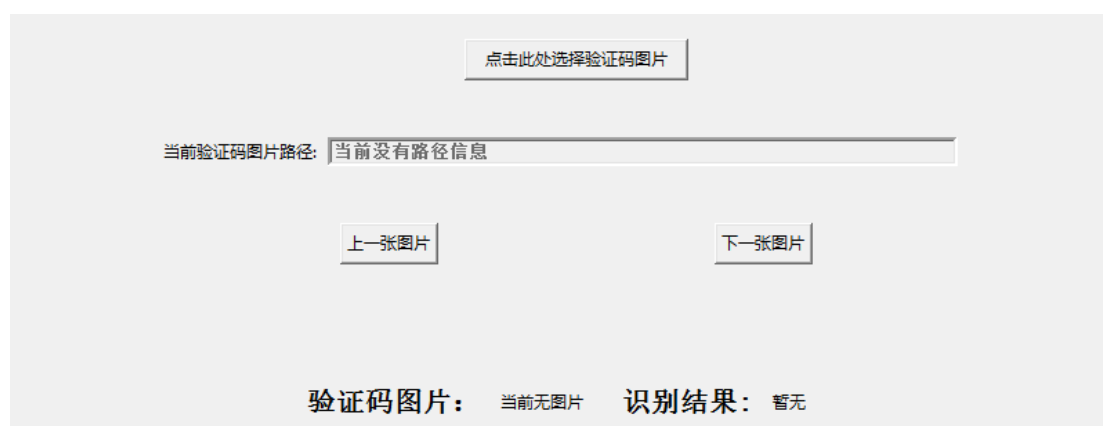 点击此处选择验证码图片
当前验证码图片路径: 当前没有路径信息
上一张图片 下一张图片
验证码图片： 当前无图片 识别结果： 暂无